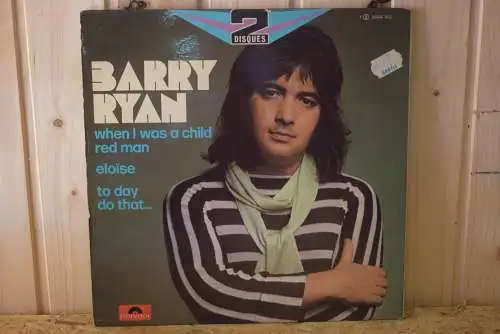 2
DISQUES
BARRY
RYAN
when I was a child
red man
eloïse
to day
do that...